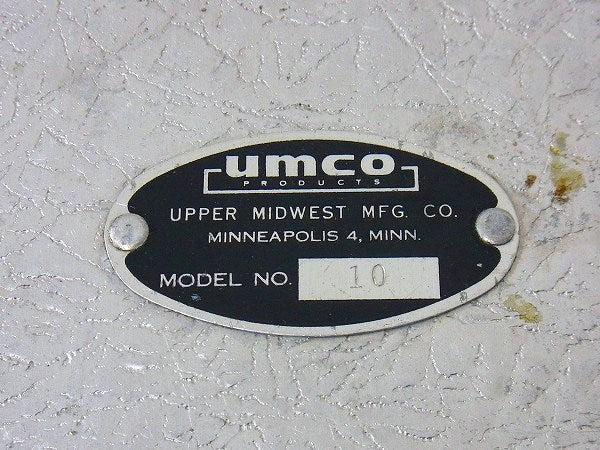 umco
PRODUCTS
UPPER MIDWEST MFG. CO.
MINNEAPOLIS 4, MINN.
MODEL NO. 10